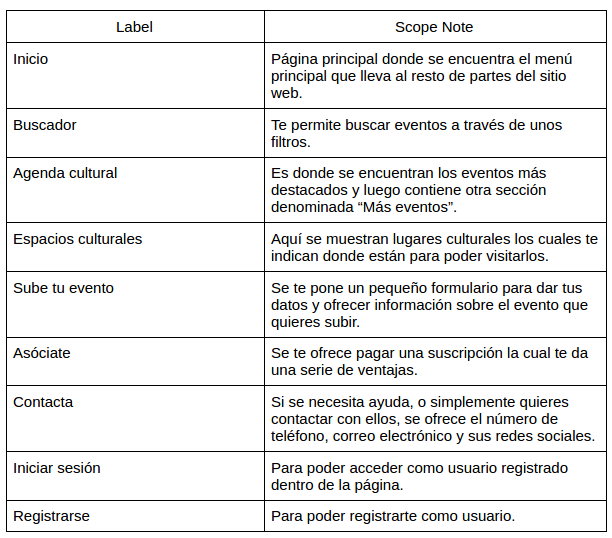 Label
Scope Note
Inicio
Página principal donde se encuentra el menú
principal que lleva al resto de partes del sitio
web.
Buscador
Te permite buscar eventos a través de unos
filtros.
Agenda cultural
Es donde se encuentran los eventos más
destacados y luego contiene otra sección
denominada “Más eventos”.
Espacios culturales
Aquí se muestran lugares culturales los cuales te
indican donde están para poder visitarlos.
Sube tu evento
Se te pone un pequeño formulario para dar tus
datos y ofrecer información sobre el evento que
quieres subir.
Asóciate
Se te ofrece pagar una suscripción la cual te da
una serie de ventajas.
Contacta
Si se necesita ayuda, o simplemente quieres
contactar con ellos, se ofrece el número de
teléfono, correo electrónico y sus redes sociales.
Iniciar sesión
Para poder acceder como usuario registrado
dentro de la página.
Registrarse
Para poder registrarte como usuario.